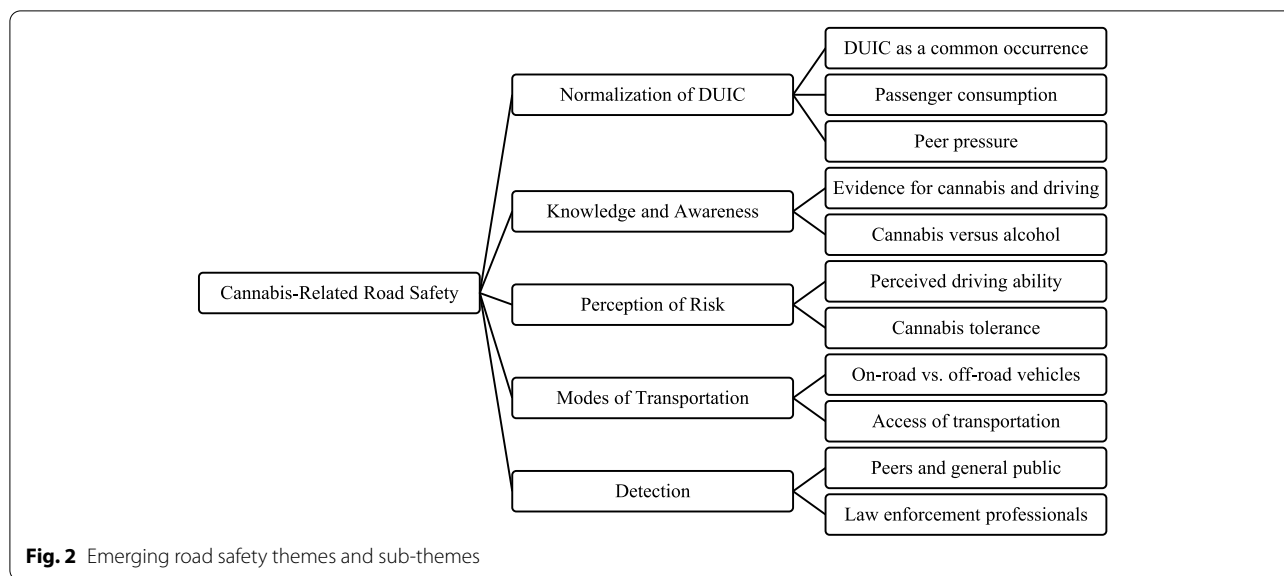 Cannabis-Related Road Safety
Normalization of DUIC
DUIC as a common occurrence
Passenger consumption
Peer pressure
Knowledge and Awareness
Evidence for cannabis and driving
Cannabis versus alcohol
Perception of Risk
Perceived driving ability
Cannabis tolerance
Modes of Transportation
On-road vs. off-road vehicles
Access of transportation
Detection
Peers and general public
Law enforcement professionals
Fig. 2 Emerging road safety themes and sub-themes